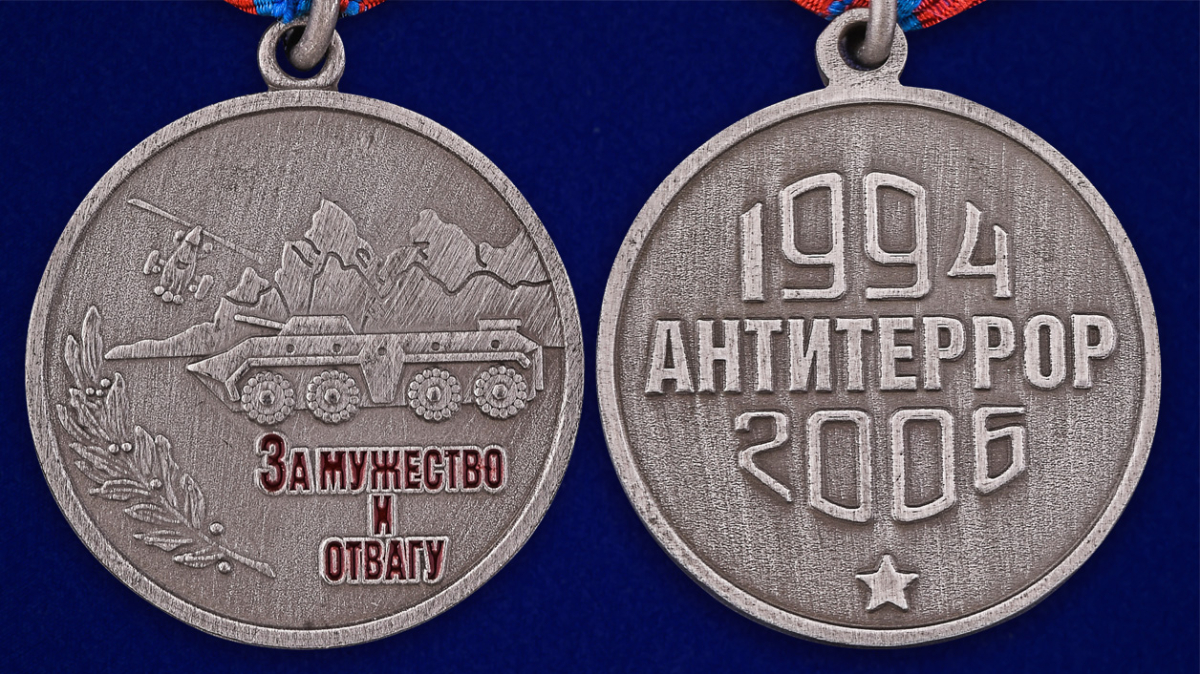 За мужество
и
отвагу
1994
АНТИТЕРРОР
2006